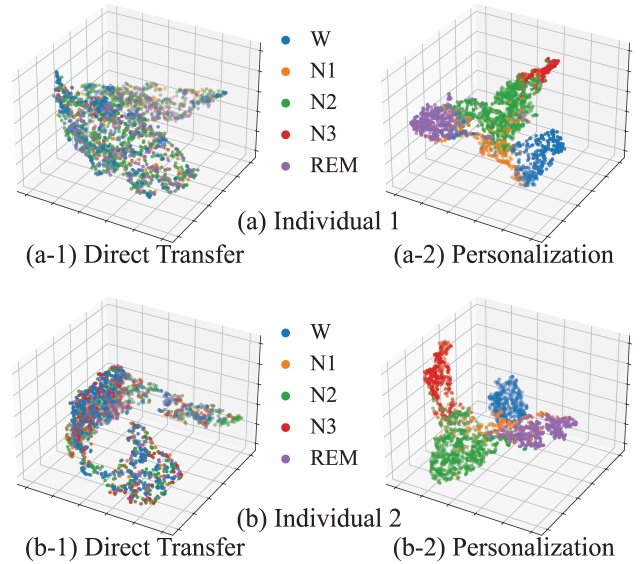 W
N1
N2
N3
REM
(a) Individual 1
(a-1) Direct Transfer
(a-2) Personalization
W
N1
N2
N3
REM
(b) Individual 2
(b-1) Direct Transfer
(b-2) Personalization